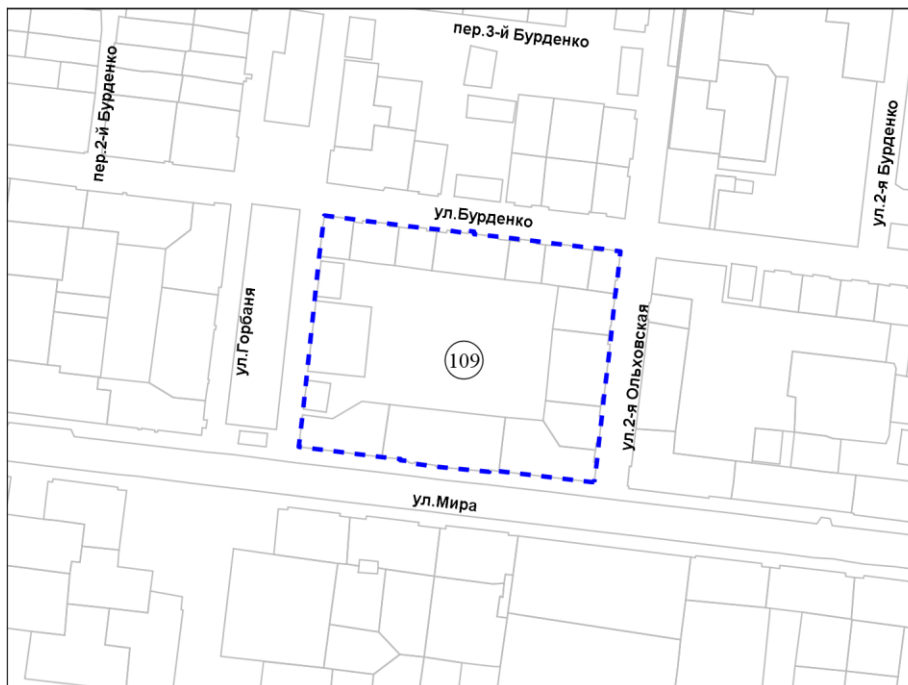 пер.3-й Бурденко
пер.2-й Бурденко
ул.2-я Бурденко
ул.Бурденко
ул.Горбаня
109
ул.2-я Ольховская
ул.Мира